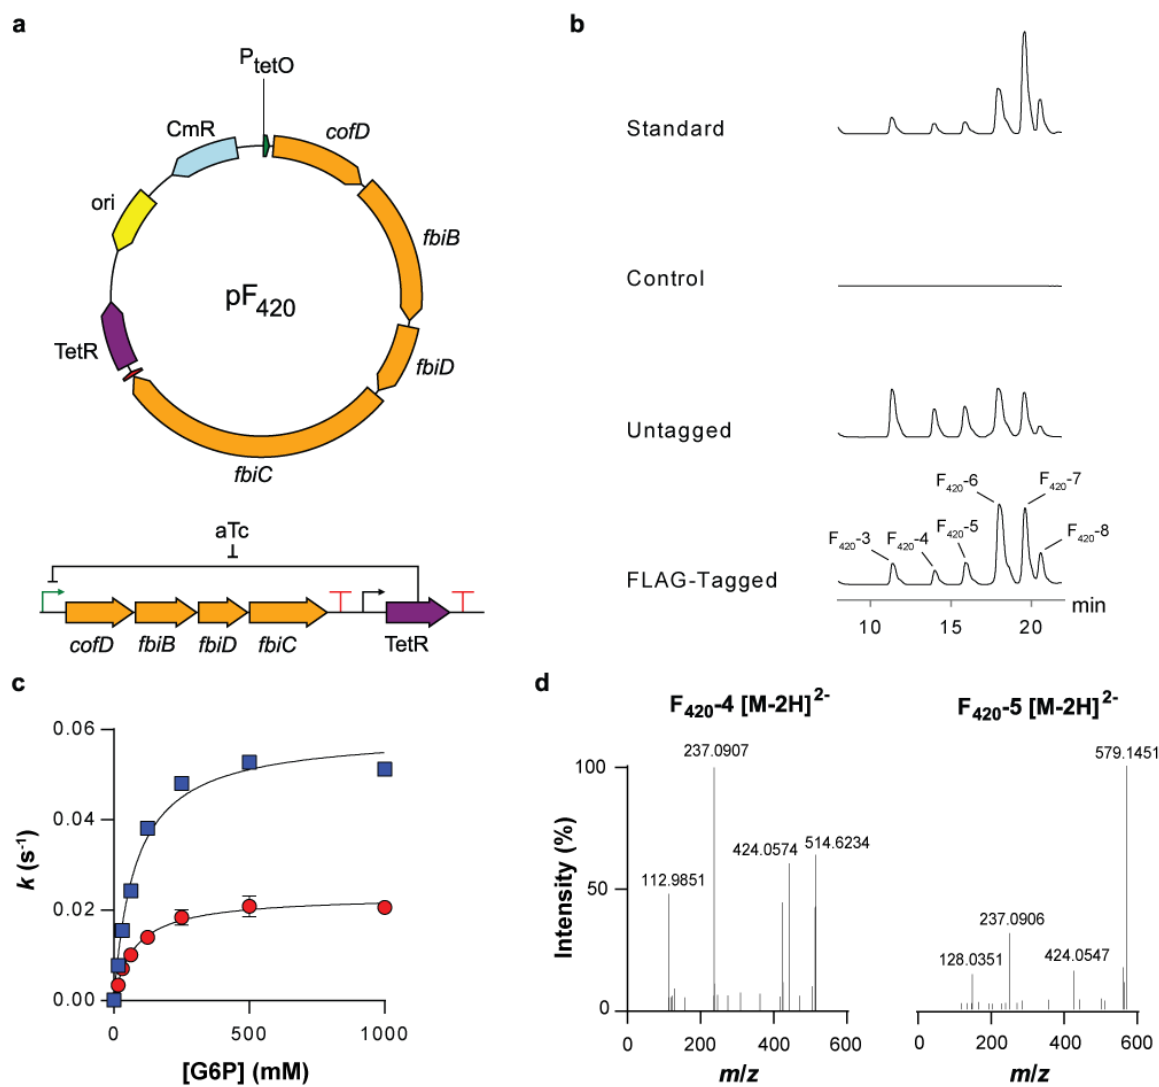 a
P_tetO
CmR
cofD
ori
fbiB
pF420
TetR
fbiD
fbiC
aTc
cofD fbiB fbiD fbiC TetR
b
Standard
Control
Untagged
F420-6 F420-7
F420-3 F420-4 F420-5 F420-8
FLAG-Tagged
10 15 20 min
c
0.06
0.04
0.02
0.00
k (s⁻¹)
0 500 1000
[G6P] (mM)
d
F420-4 [M-2H]²⁻
F420-5 [M-2H]²⁻
237.0907
579.1451
100
424.0574 514.6234
112.9851
50
237.0906
128.0351 424.0547
0
Intensity (%)
0 200 400 600
0 200 400 600
m/z
m/z